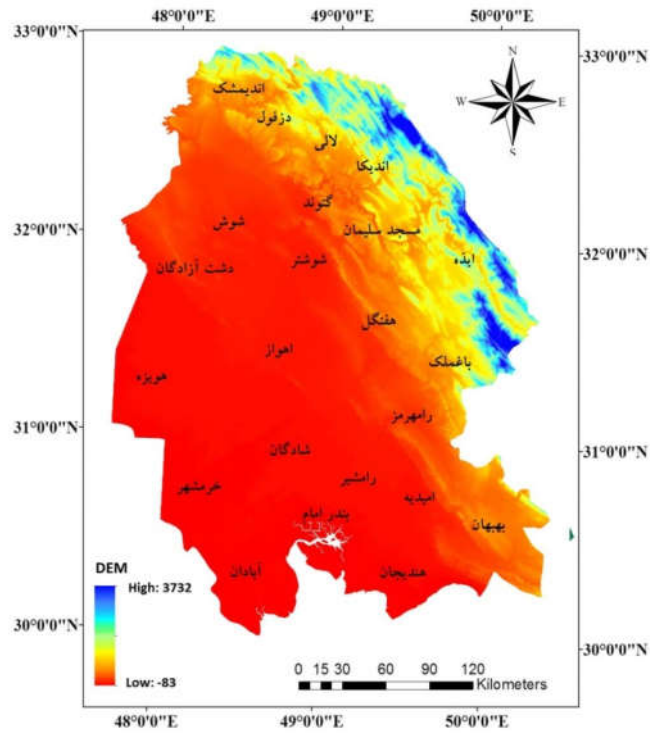 48°0'0"E 49°0'0"E 50°0'0"E
33°0'0"N
33°0'0"N
N
W E
S
اندیمشک
دزفول
لالی
اندیکا
گتوند
شوش
مسجد سلیمان
32°0'0"N
32°0'0"N
ایذه
شوشتر
دشت آزادگان
هفتگل
اهواز
باغملک
هویزه
رامهرمز
31°0'0"N
31°0'0"N
شادگان
رامشیر
خرمشهر
امیدیه
بندر امام
بهبهان
آبادان
هندیجان
DEM
High: 3732
Low: -83
30°0'0"N
30°0'0"N
0 15 30 60 90 120
Kilometers
48°0'0"E 49°0'0"E 50°0'0"E